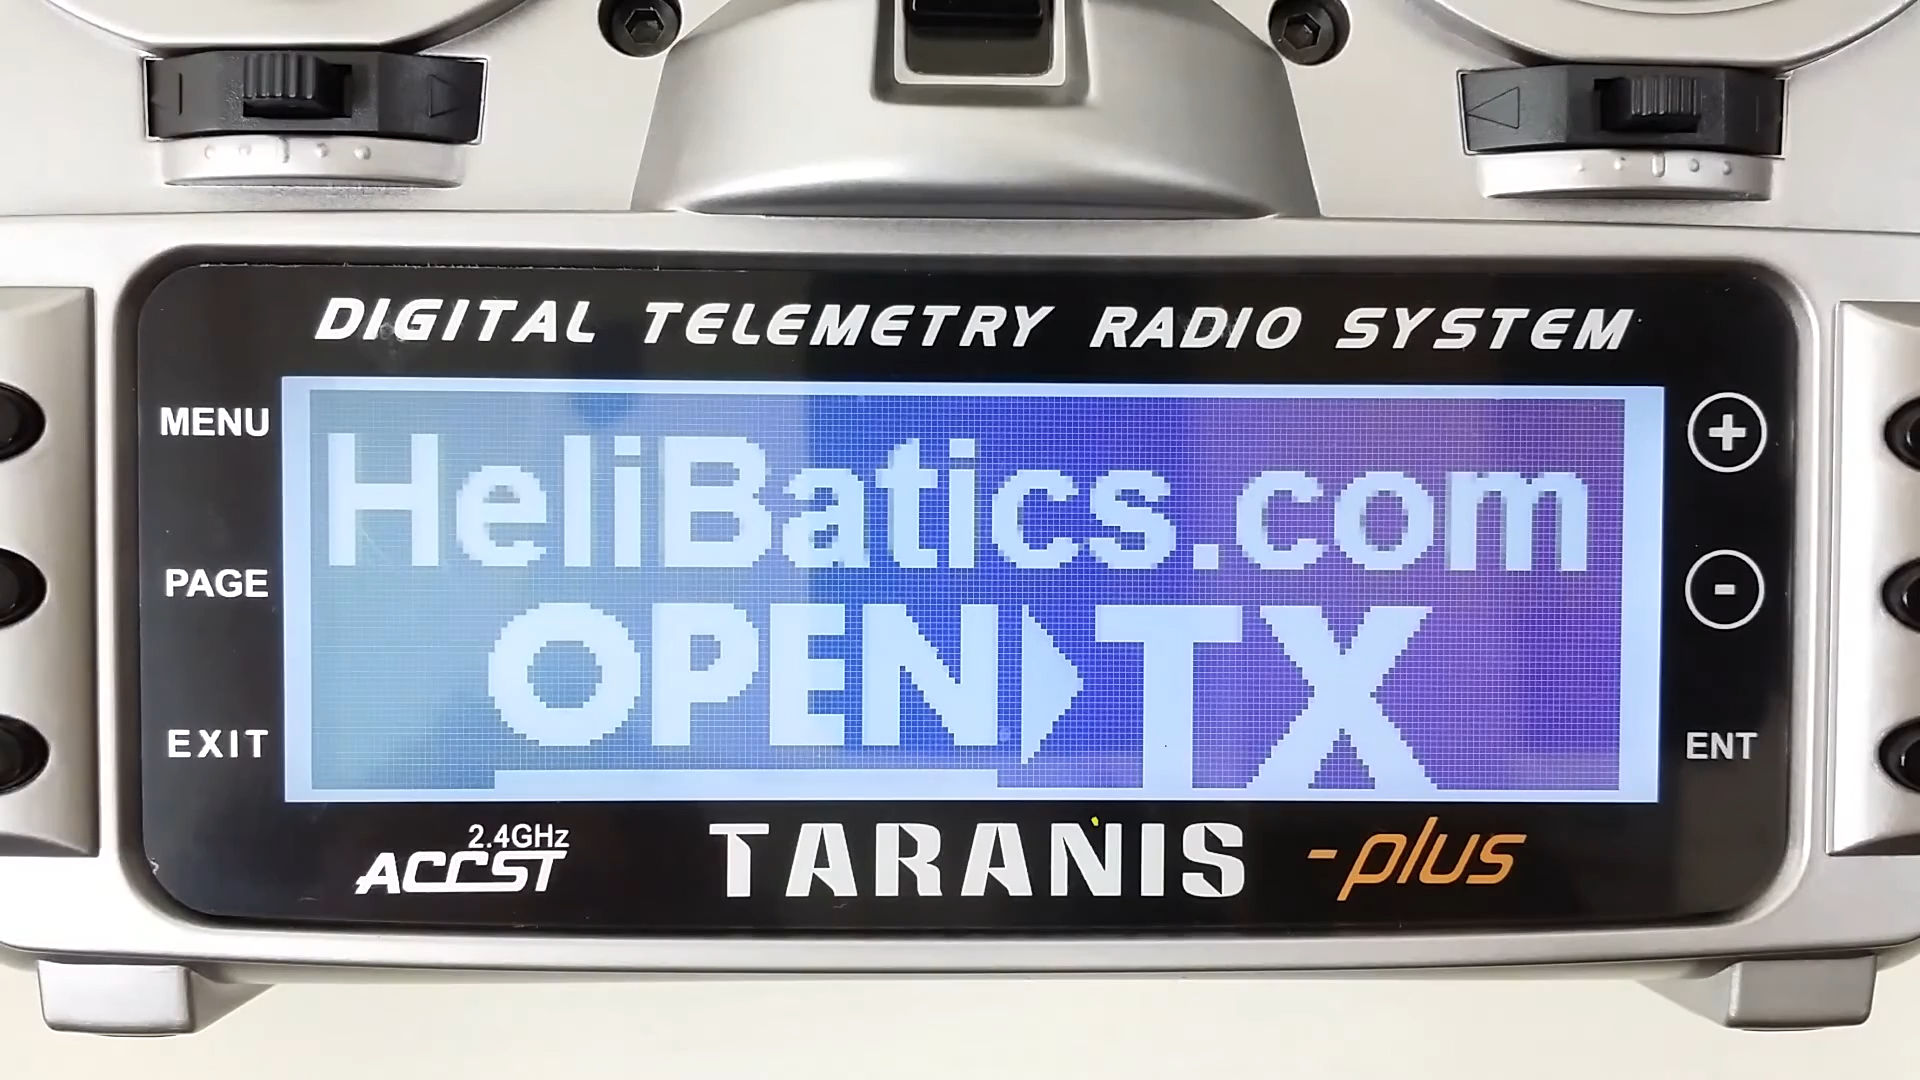 DIGITAL TELEMETRY RADIO SYSTEM
MENU
PAGE
EXIT
HeliBatics.com
OPEN TX
+
-
ENT
2.4GHz
ACCST
TARANIS -plus